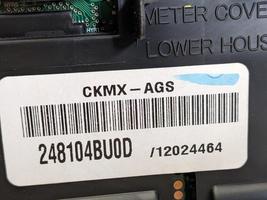 METER COVE
LOWER HOUS
CKMX-AGS
248104BU0D /12024464